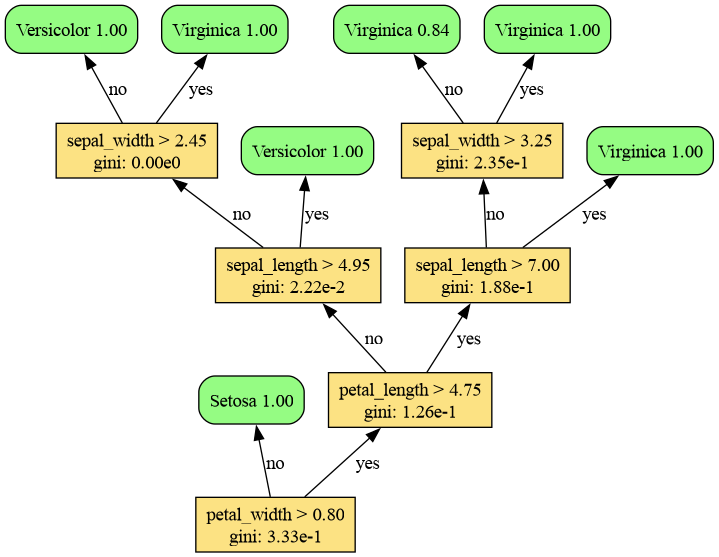 Versicolor 1.00
Virginica 1.00
Virginica 0.84
Virginica 1.00
no
yes
no
yes
sepal_width > 2.45
gini: 0.00e0
Versicolor 1.00
sepal_width > 3.25
gini: 2.35e-1
Virginica 1.00
no
yes
no
yes
sepal_length > 4.95
gini: 2.22e-2
sepal_length > 7.00
gini: 1.88e-1
no
yes
Setosa 1.00
petal_length > 4.75
gini: 1.26e-1
no
yes
petal_width > 0.80
gini: 3.33e-1